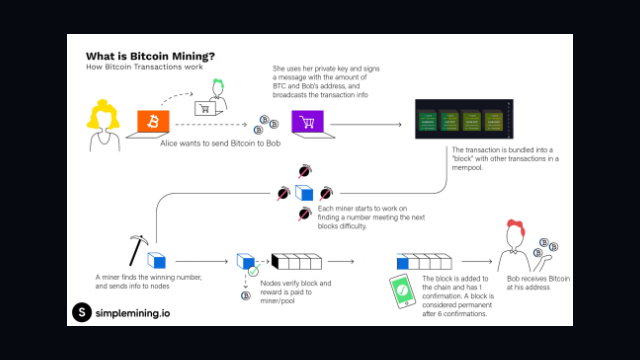 What is Bitcoin Mining?
How Bitcoin Transactions work
She uses her private key and signs
a message with the amount of
BTC and Bob's address, and
broadcasts the transaction info
Alice wants to send Bitcoin to Bob
The transaction is bundled into a
"block" with other transactions in a
mempool.
Each miner starts to work on
finding a number meeting the next
blocks difficulty.
A miner finds the winning number,
and sends info to nodes
Nodes verify block and
reward is paid to
miner/pool
The block is added to
the chain and has 1
confirmation. A block is
considered permanent
after 6 confirmations.
Bob receives Bitcoin
at his address
S simplemining.io